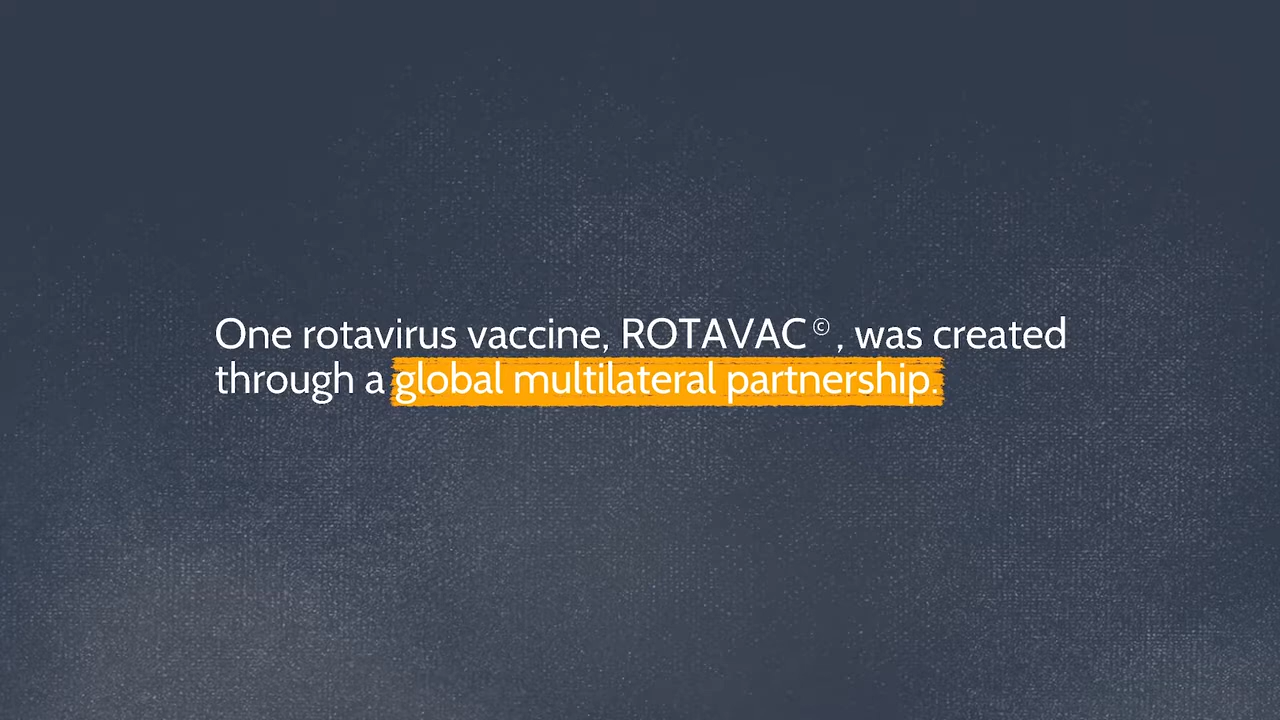 One rotavirus vaccine, ROTAVAC©, was created
through a global multilateral partnership.